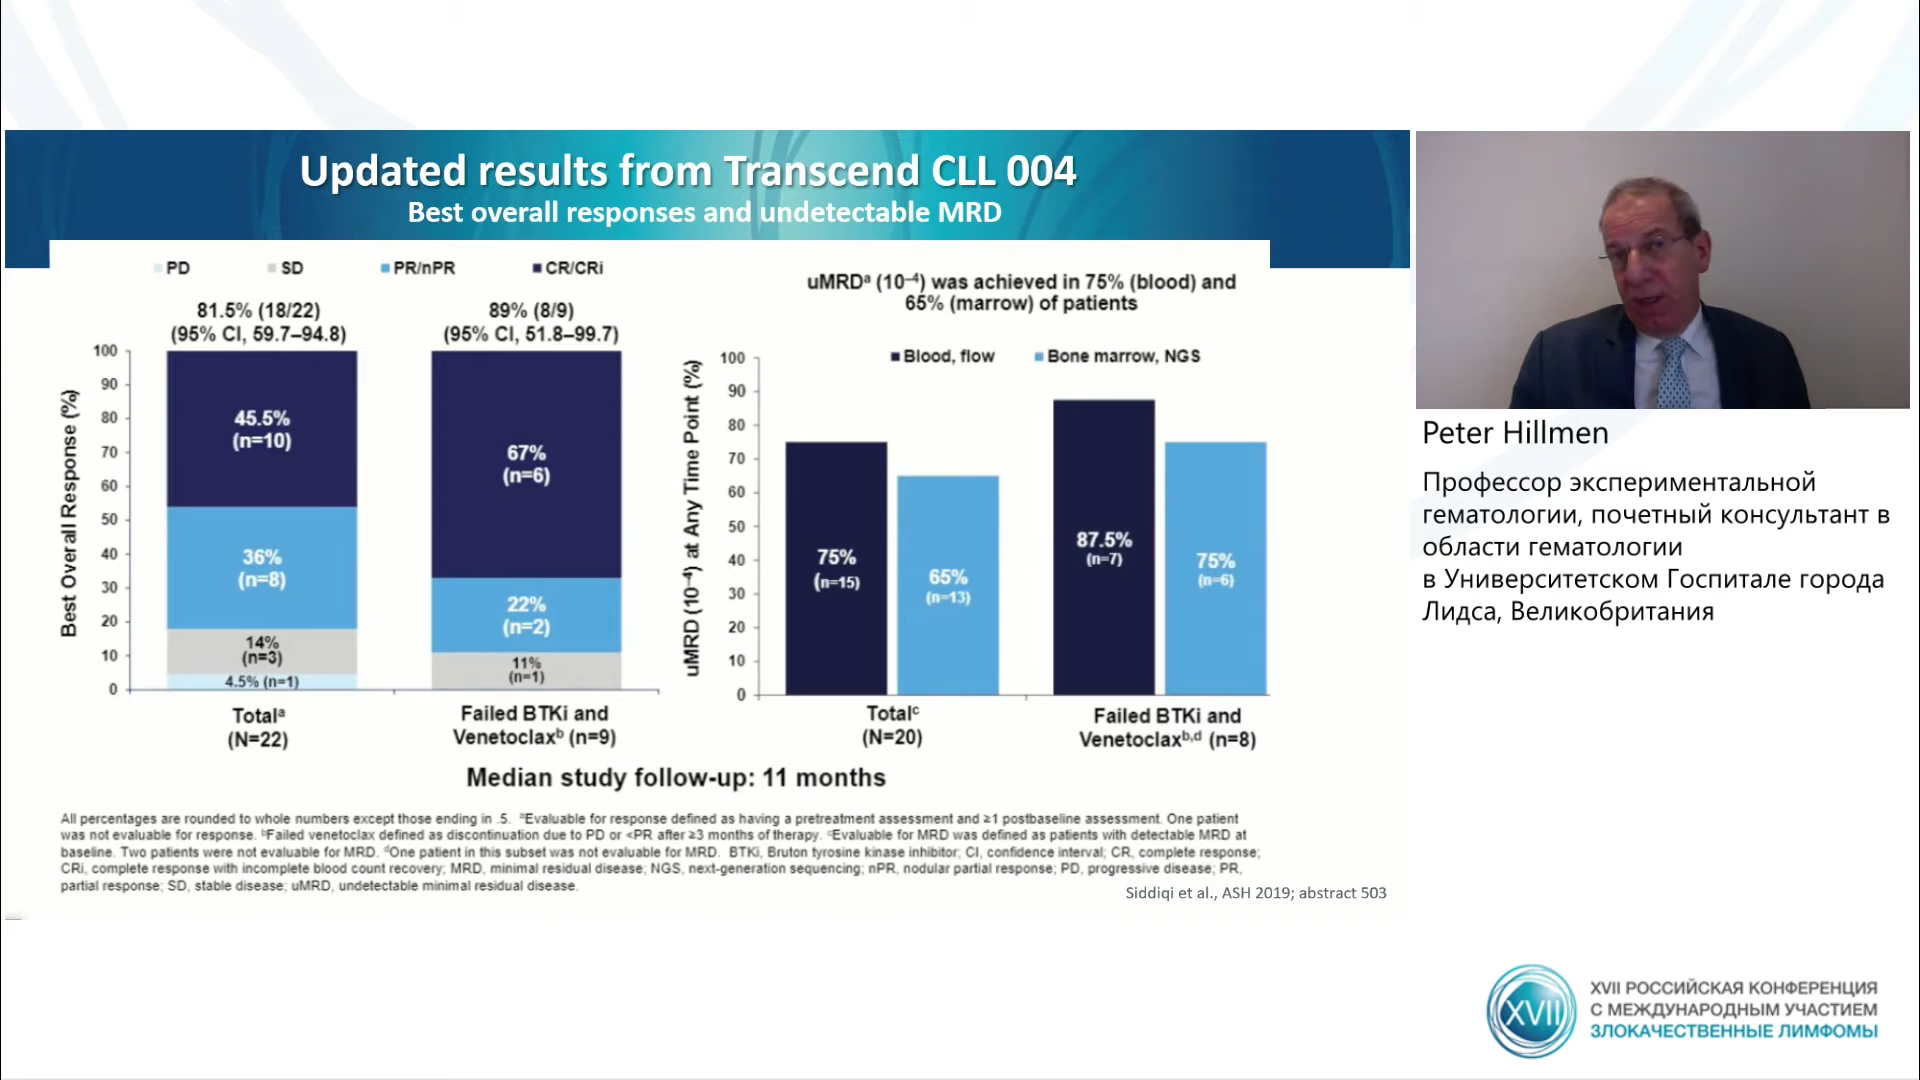 Updated results from Transcend CLL 004
Best overall responses and undetectable MRD
PD SD PR/nPR CR/CRi
81.5% (18/22)
(95% CI, 59.7–94.8)
89% (8/9)
(95% CI, 51.8–99.7)
Best Overall Response (%)
100
90
80
70
60
50
40
30
20
10
0
45.5%
(n=10)
36%
(n=8)
14%
(n=3)
4.5% (n=1)
67%
(n=6)
22%
(n=2)
11%
(n=1)
Totalᵃ
(N=22)
Failed BTKi and
Venetoclaxᵇ (n=9)
uMRDᵃ (10⁻⁴) was achieved in 75% (blood) and
65% (marrow) of patients
Blood, flow Bone marrow, NGS
uMRD (10⁻⁴) at Any Time Point (%)
100
90
80
70
60
50
40
30
20
10
0
75%
(n=15)
65%
(n=13)
87.5%
(n=7)
75%
(n=6)
Totalᶜ
(N=20)
Failed BTKi and
Venetoclaxᵇ,ᵈ (n=8)
Median study follow-up: 11 months
All percentages are rounded to whole numbers except those ending in .5. ᵃEvaluable for response defined as having a pretreatment assessment and ≥1 postbaseline assessment. One patient
was not evaluable for response. ᵇFailed venetoclax defined as discontinuation due to PD or <PR after ≥3 months of therapy. ᶜEvaluable for MRD was defined as patients with detectable MRD at
baseline. Two patients were not evaluable for MRD. ᵈOne patient in this subset was not evaluable for MRD. BTKi, Bruton tyrosine kinase inhibitor; CI, confidence interval; CR, complete response;
CRi, complete response with incomplete blood count recovery; MRD, minimal residual disease; NGS, next-generation sequencing; nPR, nodular partial response; PD, progressive disease; PR,
partial response; SD, stable disease; uMRD, undetectable minimal residual disease.
Siddiqi et al., ASH 2019; abstract 503
Peter Hillmen
Профессор экспериментальной
гематологии, почетный консультант в
области гематологии
в Университетском Госпитале города
Лидса, Великобритания
XVII
XVII РОССИЙСКАЯ КОНФЕРЕНЦИЯ
С МЕЖДУНАРОДНЫМ УЧАСТИЕМ
ЗЛОКАЧЕСТВЕННЫЕ ЛИМФОМЫ